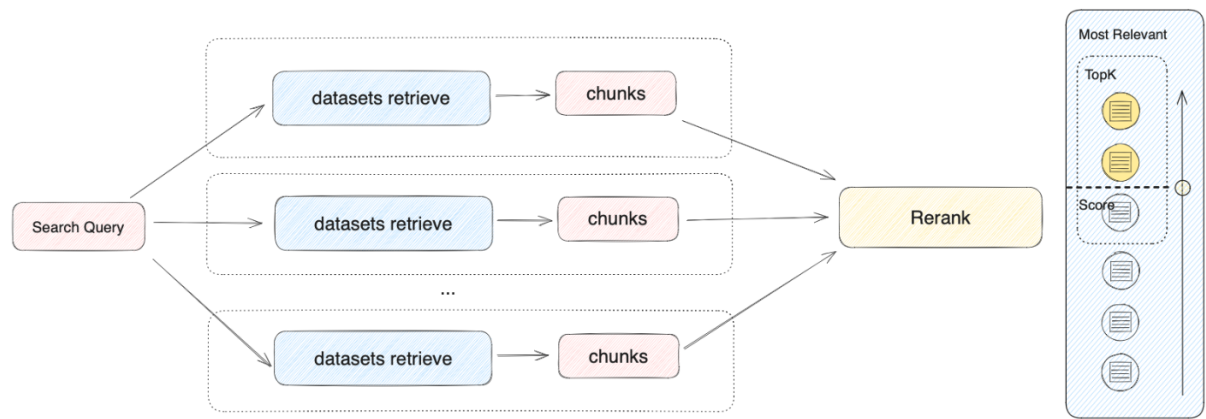 Most Relevant
TopK
datasets retrieve
chunks
datasets retrieve
chunks
Search Query
Rerank
Score
...
datasets retrieve
chunks